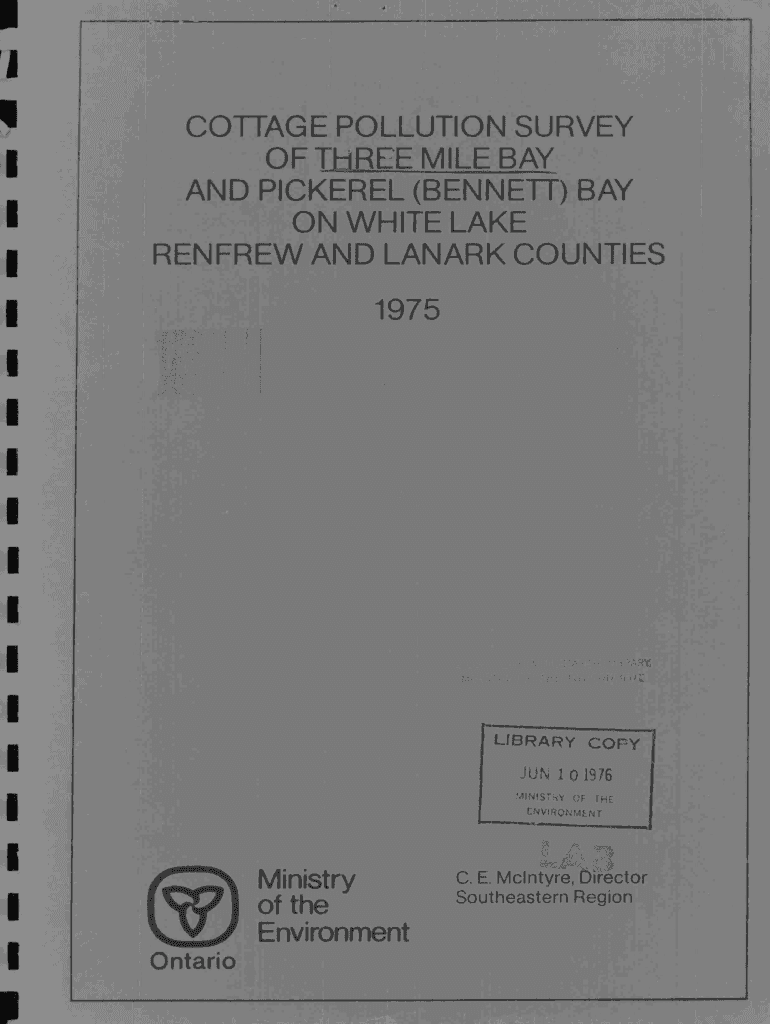 COTTAGE POLLUTION SURVEY
OF THREE MILE BAY
AND PICKEREL (BENNETT) BAY
ON WHITE LAKE
RENFREW AND LANARK COUNTIES
1975
LIBRARY COPY
JUN 10 1976
MINISTRY OF THE
ENVIRONMENT
LAB
C. E. McIntyre, Director
Southeastern Region
Ministry
of the
Environment
Ontario